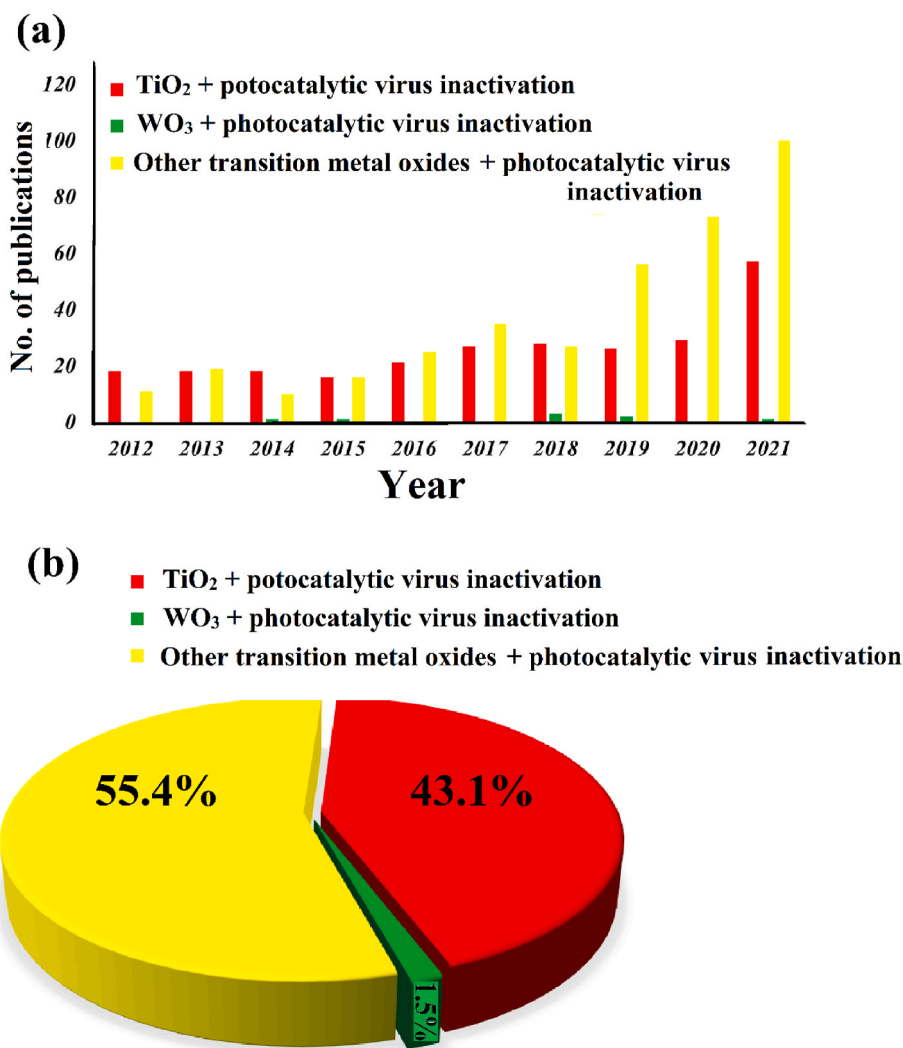 (a)
120
100
80
60
40
20
0
No. of publications
TiO₂ + potocatalytic virus inactivation
WO₃ + photocatalytic virus inactivation
Other transition metal oxides + photocatalytic virus
inactivation
2012 2013 2014 2015 2016 2017 2018 2019 2020 2021
Year
(b)
TiO₂ + potocatalytic virus inactivation
WO₃ + photocatalytic virus inactivation
Other transition metal oxides + photocatalytic virus inactivation
55.4% 43.1%
1.5%